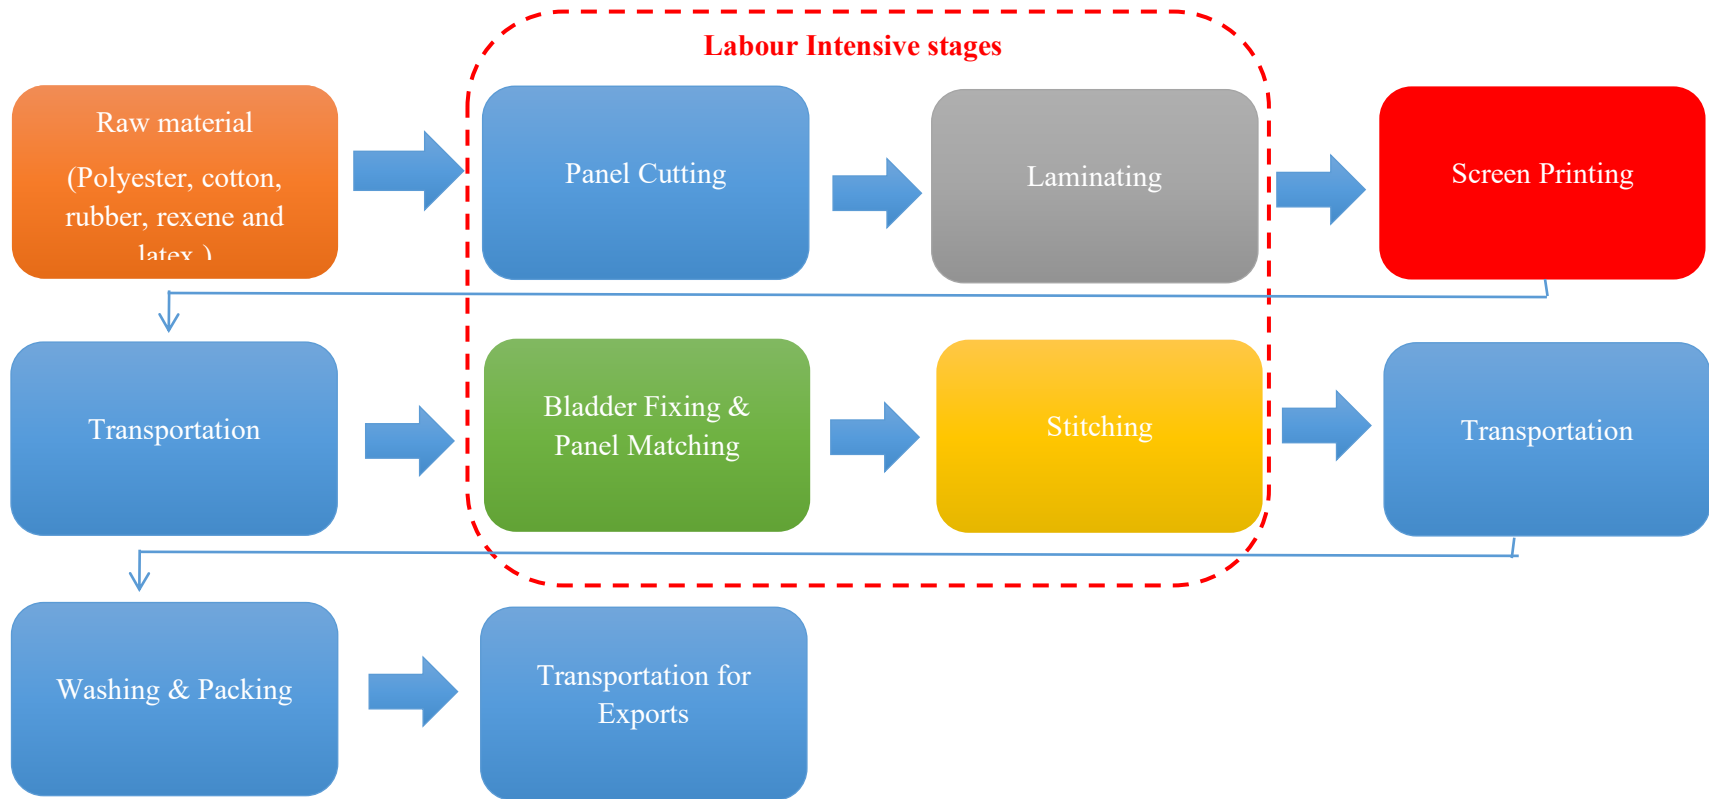 Labour Intensive stages
Raw material
(Polyester, cotton,
rubber, rexene and
latex )
Panel Cutting
Laminating
Screen Printing
Transportation
Bladder Fixing &
Panel Matching
Stitching
Transportation
Washing & Packing
Transportation for
Exports